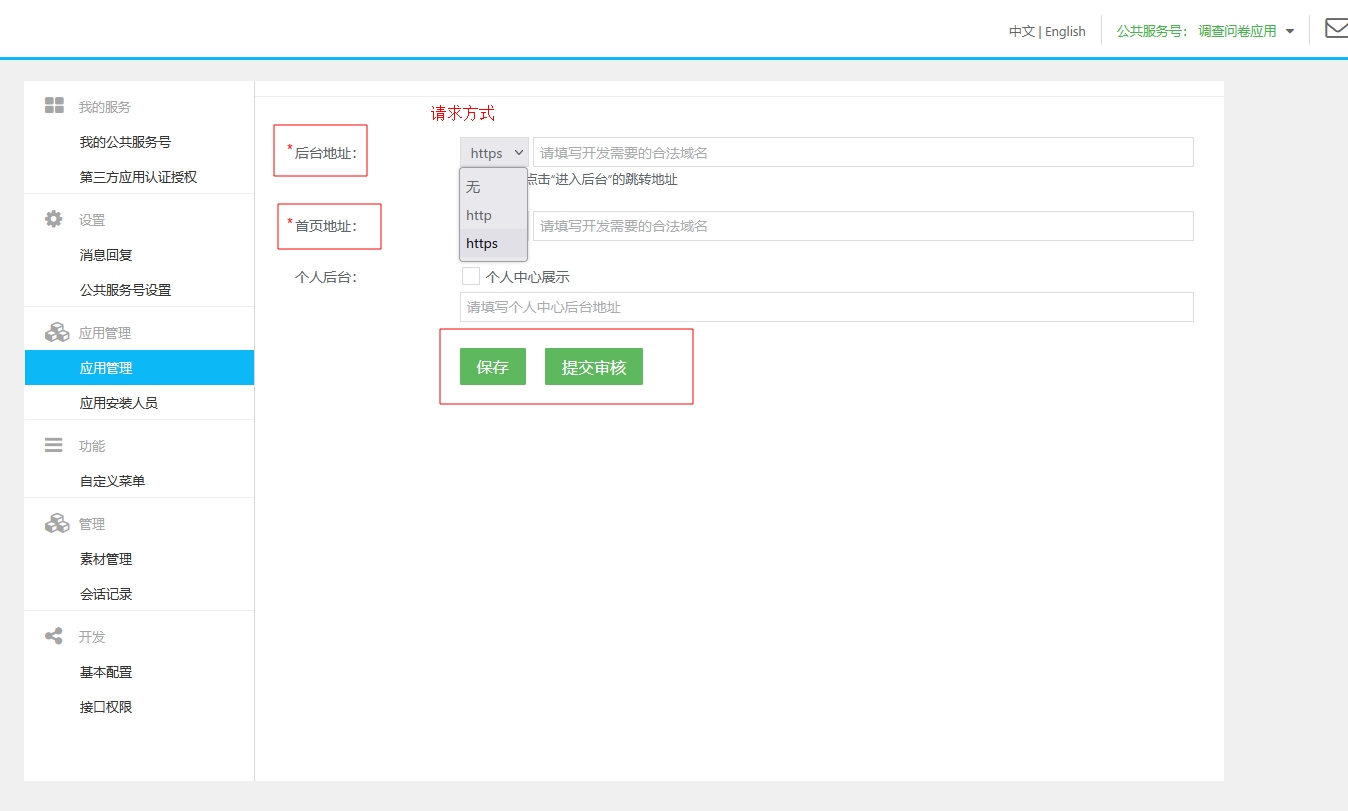 中文 | English
公共服务号： 调查问卷应用
我的服务
我的公共服务号
第三方应用认证授权
设置
消息回复
公共服务号设置
应用管理
应用管理
应用安装人员
功能
自定义菜单
管理
素材管理
会话记录
开发
基本配置
接口权限
请求方式
*后台地址： https 请填写开发需要的合法域名
无
http
https
点击“进入后台”的跳转地址
*首页地址： 请填写开发需要的合法域名
个人后台： 个人中心展示
请填写个人中心后台地址
保存 提交审核